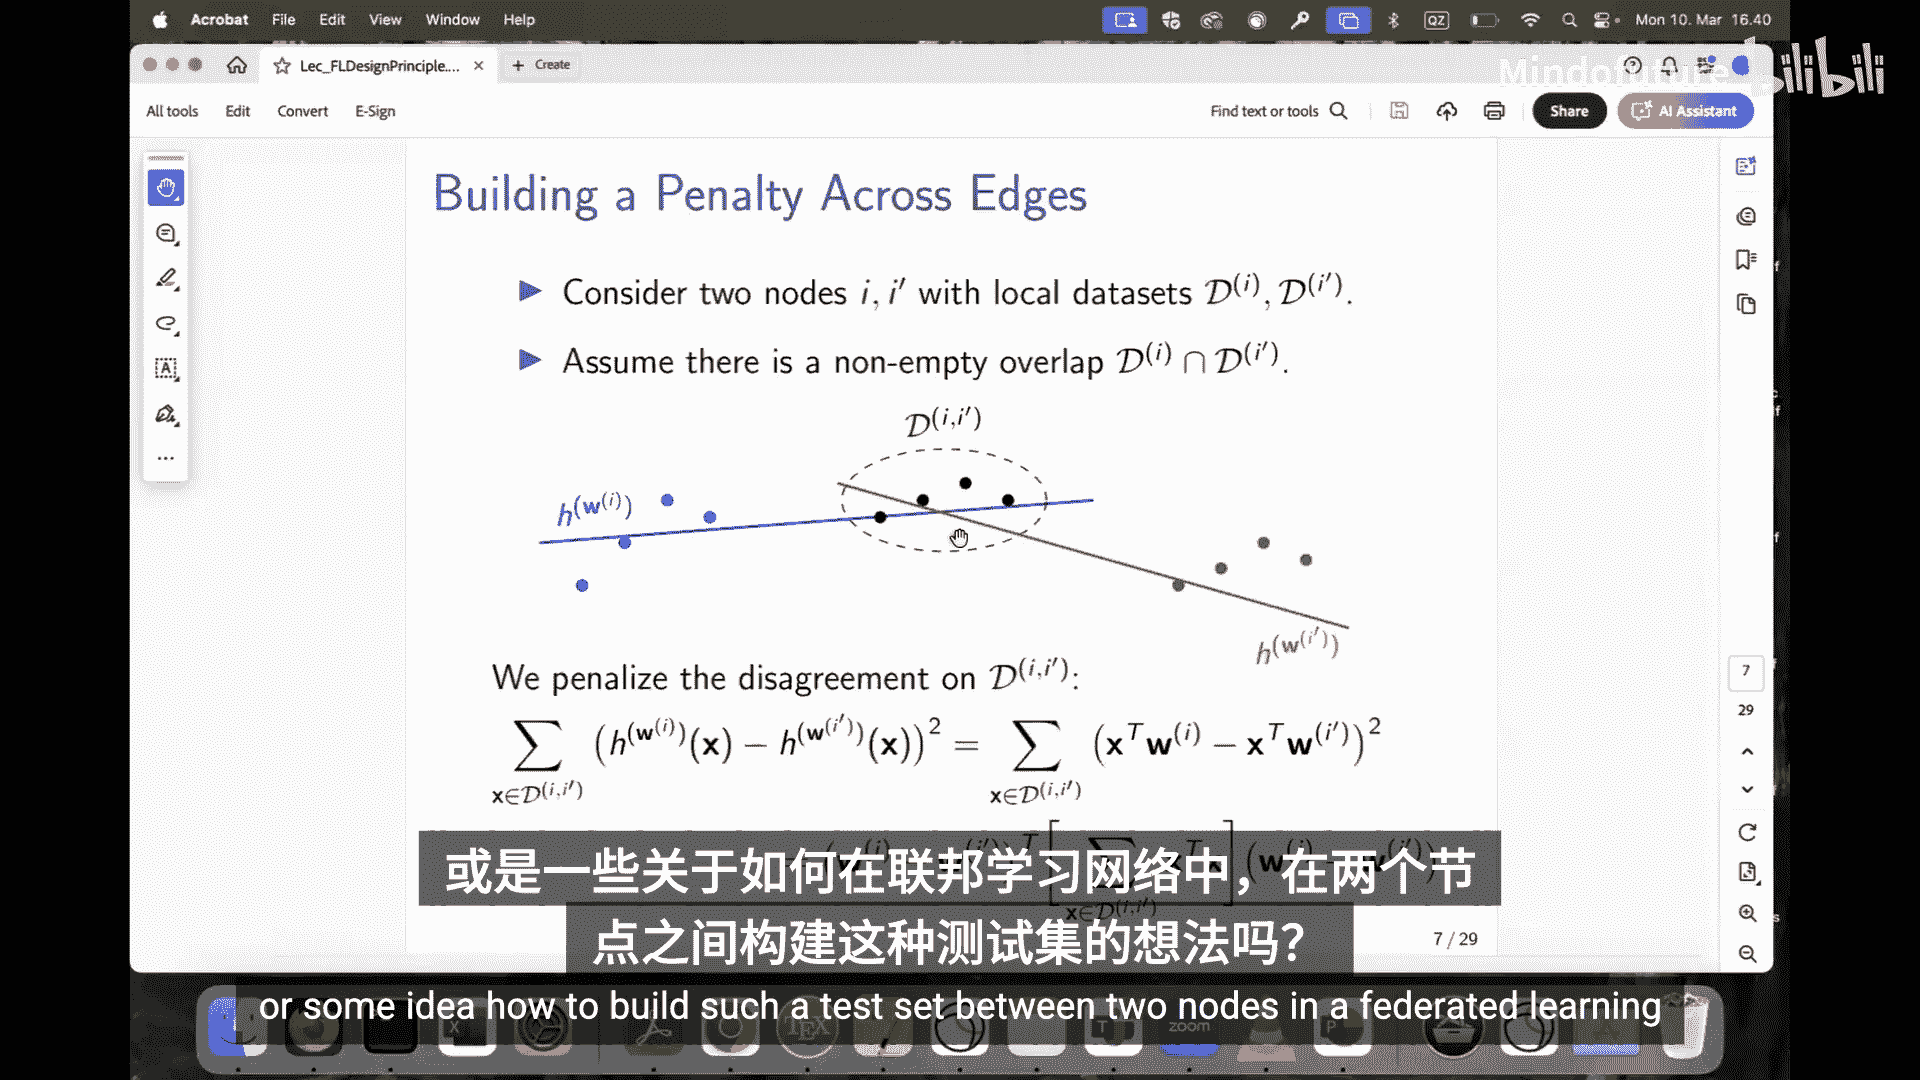 Acrobat File Edit View Window Help
QZ Mon 10. Mar 16.40
Lec_FLDesignPrinciple.... × + Create
Mindofuture bilibili
All tools Edit Convert E-Sign
Find text or tools Share AI Assistant
Building a Penalty Across Edges
▶ Consider two nodes i, i′ with local datasets 𝒟^(i), 𝒟^(i′).
▶ Assume there is a non-empty overlap 𝒟^(i) ∩ 𝒟^(i′).
𝒟^(i,i′)
h^(w^(i))
h^(w^(i′))
We penalize the disagreement on 𝒟^(i,i′):
∑_{x∈𝒟^(i,i′)} (h^(w^(i))(x) − h^(w^(i′))(x))² = ∑_{x∈𝒟^(i,i′)} (x^T w^(i) − x^T w^(i′))²
7
29
7 / 29
或是一些关于如何在联邦学习网络中，在两个节
点之间构建这种测试集的想法吗？
or some idea how to build such a test set between two nodes in a federated learning
zoom